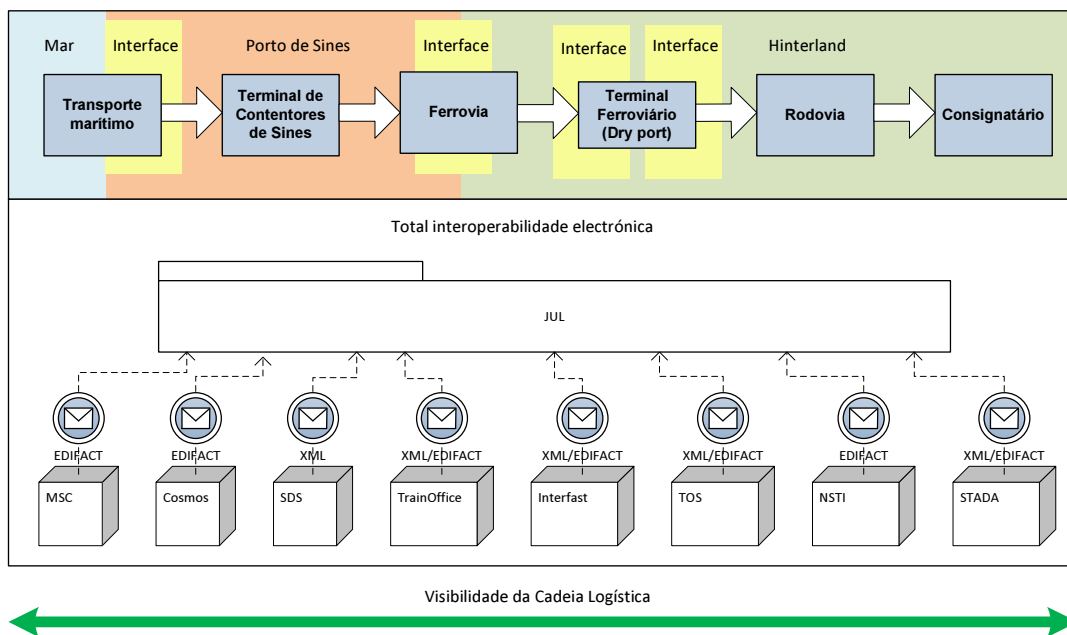 Mar
Interface
Porto de Sines
Interface
Interface
Interface
Hinterland
Transporte
marítimo
Terminal de
Contentores
de Sines
Ferrovia
Terminal
Ferroviário
(Dry port)
Rodovia
Consignatário
Total interoperabilidade electrónica
JUL
EDIFACT
EDIFACT
XML
XML/EDIFACT
XML/EDIFACT
XML/EDIFACT
EDIFACT
XML/EDIFACT
MSC
Cosmos
SDS
TrainOffice
Interfast
TOS
NSTI
STADA
Visibilidade da Cadeia Logística